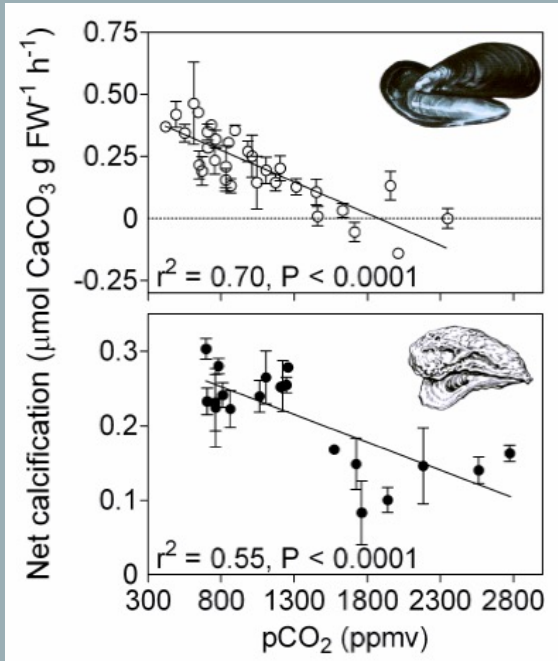 Net calcification (μmol CaCO₃ g FW⁻¹ h⁻¹)
0.75
0.50
0.25
0
-0.25
r² = 0.70, P < 0.0001
0.3
0.2
0.1
0
r² = 0.55, P < 0.0001
300 800 1300 1800 2300 2800
pCO₂ (ppmv)